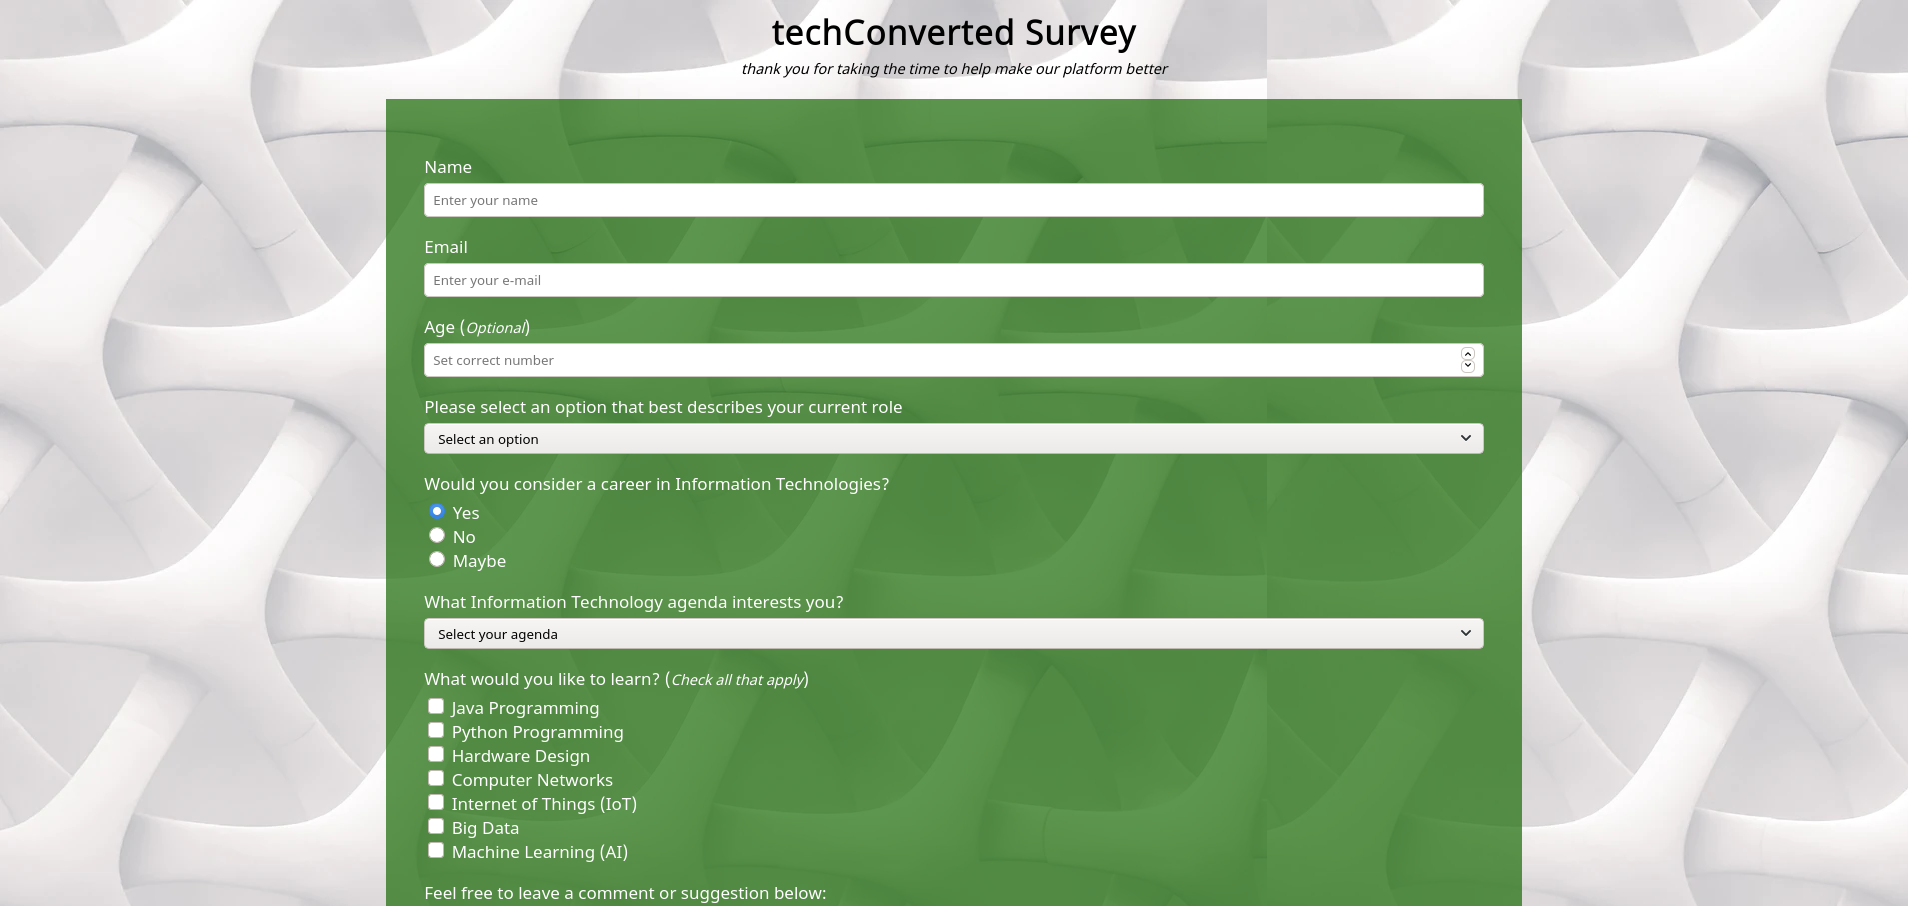 techConverted Survey
thank you for taking the time to help make our platform better
Name
Enter your name
Email
Enter your e-mail
Age (Optional)
Set correct number
Please select an option that best describes your current role
Select an option
Would you consider a career in Information Technologies?
Yes
No
Maybe
What Information Technology agenda interests you?
Select your agenda
What would you like to learn? (Check all that apply)
Java Programming
Python Programming
Hardware Design
Computer Networks
Internet of Things (IoT)
Big Data
Machine Learning (AI)
Feel free to leave a comment or suggestion below: